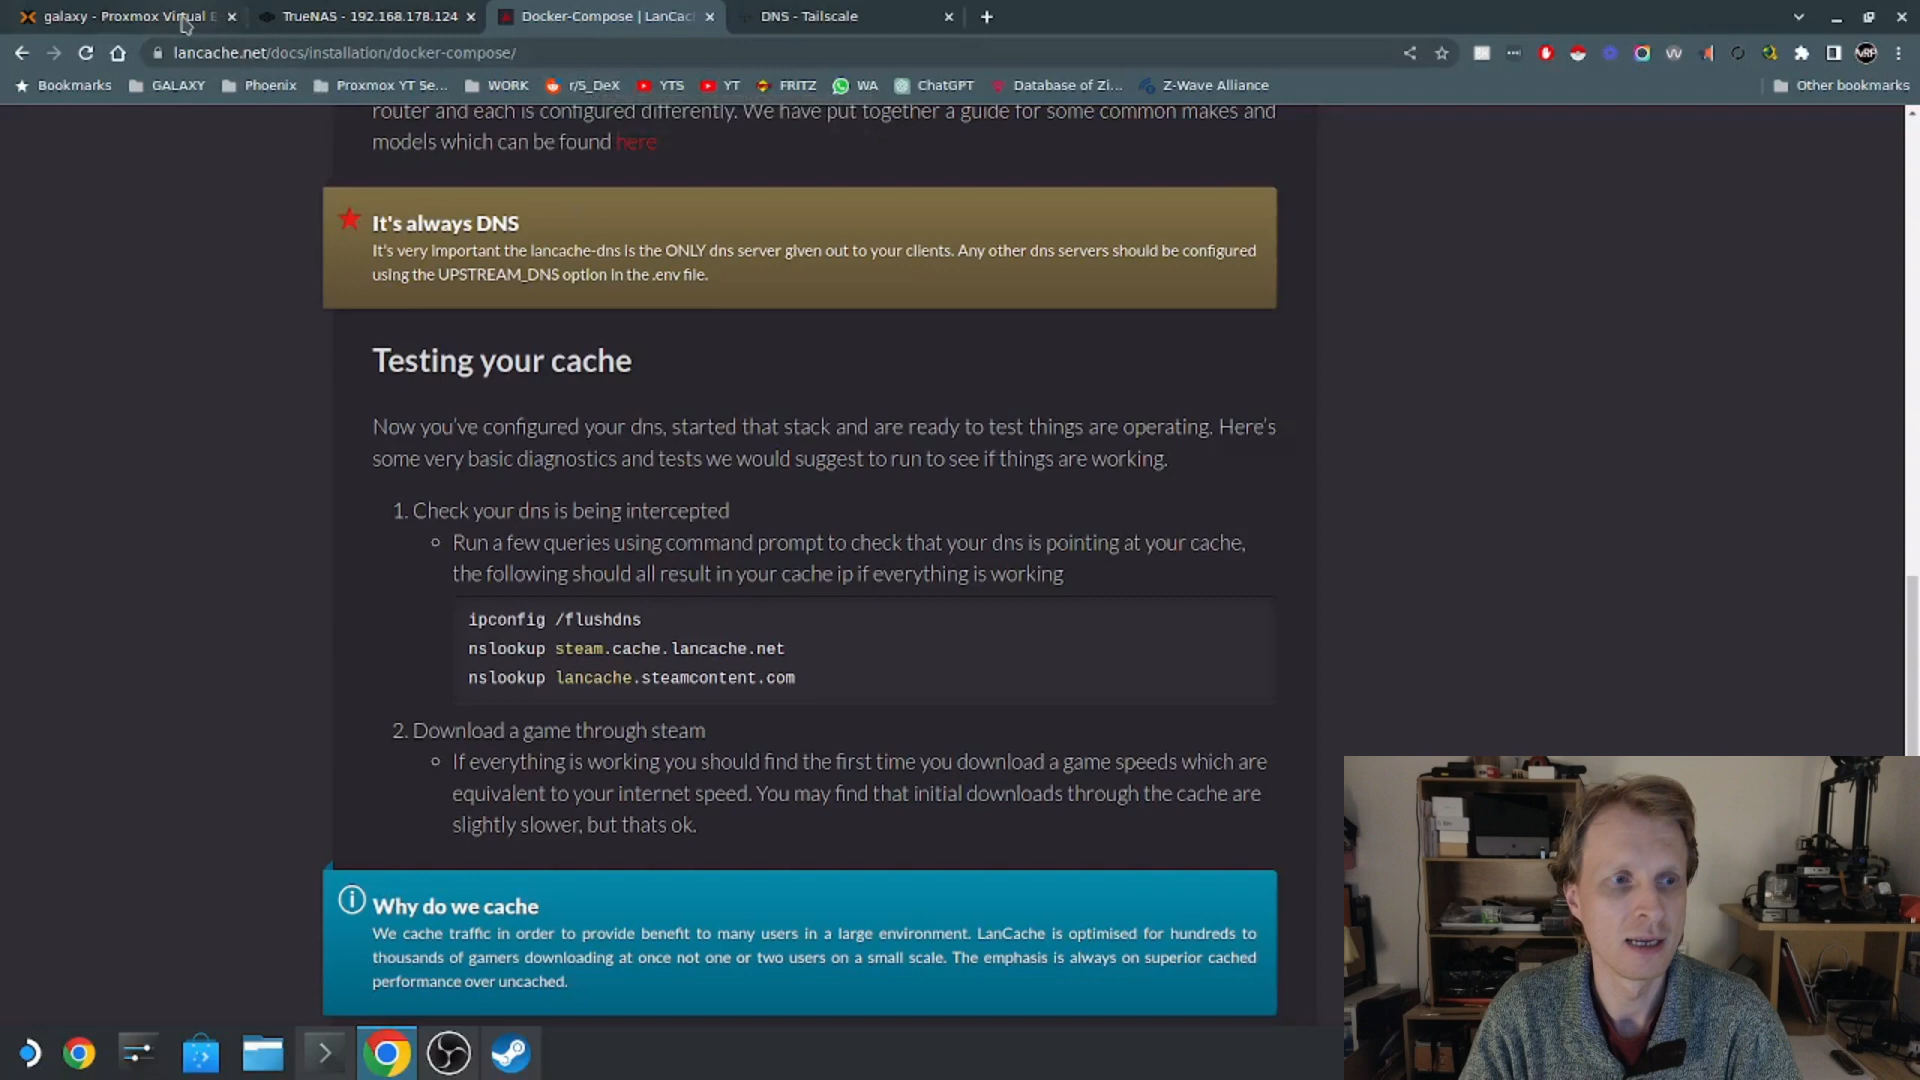 galaxy - Proxmox Virtual E
TrueNAS - 192.168.178.124
Docker-Compose | LanCac
DNS - Tailscale
lancache.net/docs/installation/docker-compose/
Bookmarks
GALAXY
Phoenix
Proxmox YT Se...
WORK
r/S_DeX
YTS
YT
FRITZ
WA
ChatGPT
Database of Zi...
Z-Wave Alliance
Other bookmarks
router and each is configured differently. We have put together a guide for some common makes and
models which can be found here
It's always DNS
It's very important the lancache-dns is the ONLY dns server given out to your clients. Any other dns servers should be configured
using the UPSTREAM_DNS option in the .env file.
Testing your cache
Now you've configured your dns, started that stack and are ready to test things are operating. Here's
some very basic diagnostics and tests we would suggest to run to see if things are working.
1. Check your dns is being intercepted
Run a few queries using command prompt to check that your dns is pointing at your cache,
the following should all result in your cache ip if everything is working
ipconfig /flushdns
nslookup steam.cache.lancache.net
nslookup lancache.steamcontent.com
2. Download a game through steam
If everything is working you should find the first time you download a game speeds which are
equivalent to your internet speed. You may find that initial downloads through the cache are
slightly slower, but thats ok.
Why do we cache
We cache traffic in order to provide benefit to many users in a large environment. LanCache is optimised for hundreds to
thousands of gamers downloading at once not one or two users on a small scale. The emphasis is always on superior cached
performance over uncached.